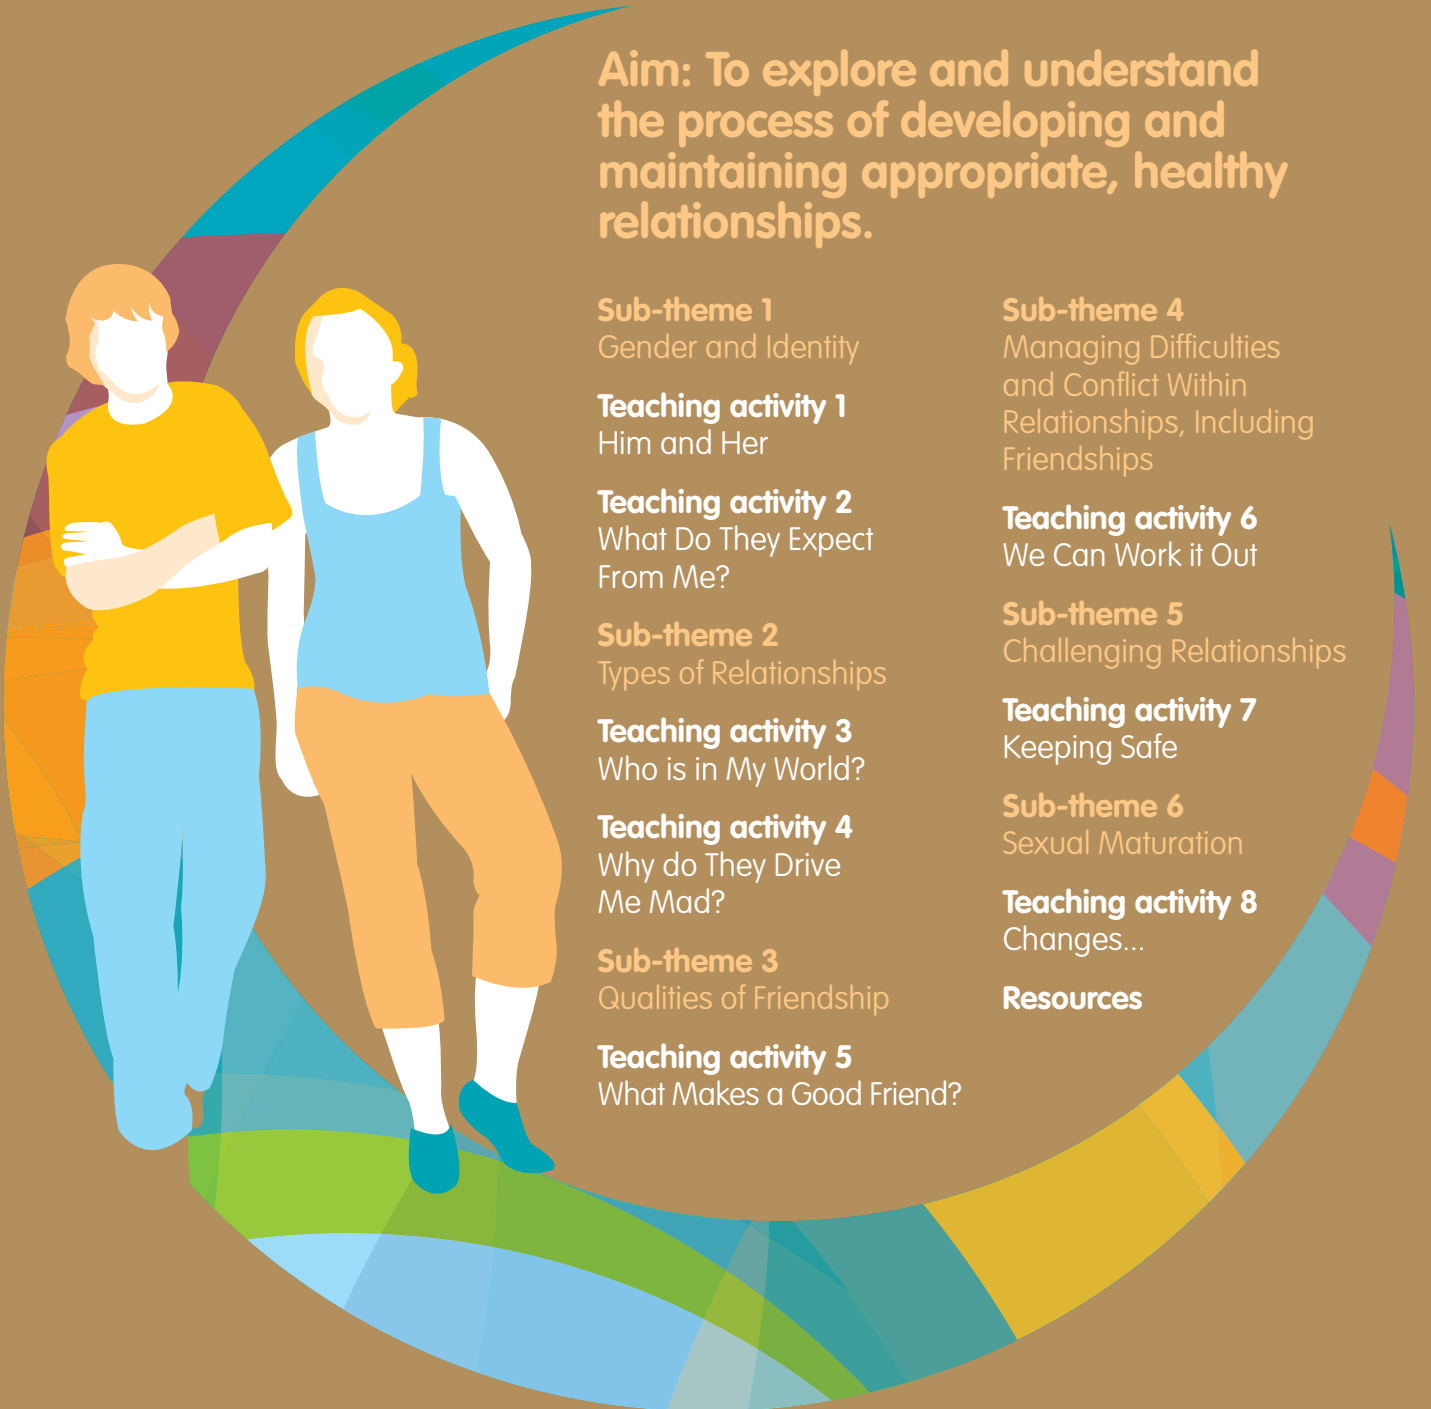 Aim: To explore and understand
the process of developing and
maintaining appropriate, healthy
relationships.
Sub-theme 1
Gender and Identity
Teaching activity 1
Him and Her
Teaching activity 2
What Do They Expect
From Me?
Sub-theme 2
Types of Relationships
Teaching activity 3
Who is in My World?
Teaching activity 4
Why do They Drive
Me Mad?
Sub-theme 3
Qualities of Friendship
Teaching activity 5
What Makes a Good Friend?
Sub-theme 4
Managing Difficulties
and Conflict Within
Relationships, Including
Friendships
Teaching activity 6
We Can Work it Out
Sub-theme 5
Challenging Relationships
Teaching activity 7
Keeping Safe
Sub-theme 6
Sexual Maturation
Teaching activity 8
Changes...
Resources